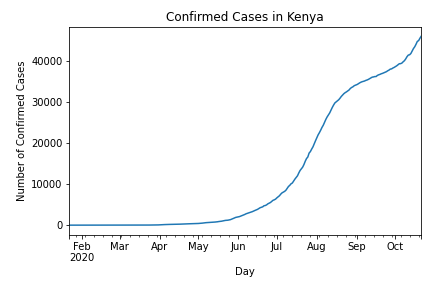 Confirmed Cases in Kenya
Number of Confirmed Cases
40000
30000
20000
10000
0
Feb Mar Apr May Jun Jul Aug Sep Oct
2020
Day